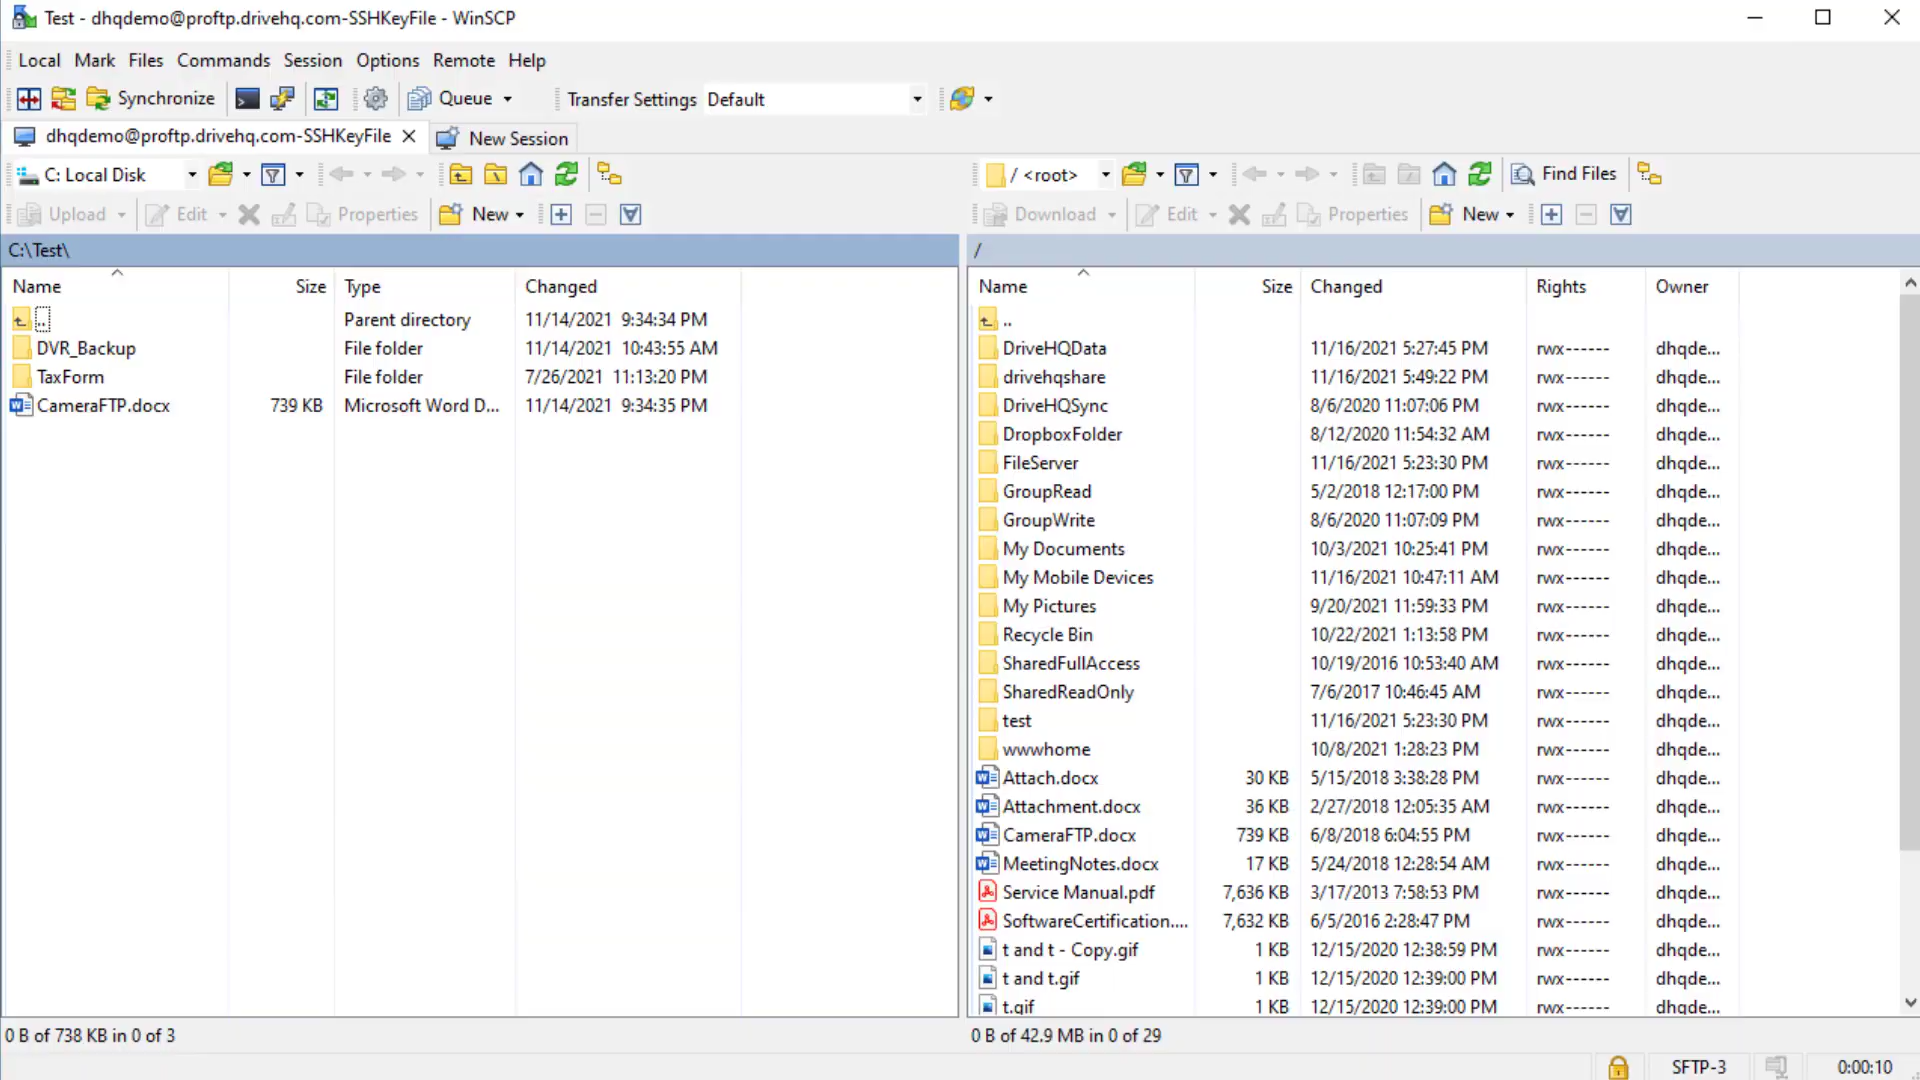 Test - dhqdemo@proftp.drivehq.com-SSHKeyFile - WinSCP
Local Mark Files Commands Session Options Remote Help
Synchronize Queue Transfer Settings Default
dhqdemo@proftp.drivehq.com-SSHKeyFile New Session
C: Local Disk
/ <root> Find Files
Upload Edit Properties New
Download Edit Properties New
C:\Test\
Name Size Type Changed
.. Parent directory 11/14/2021 9:34:34 PM
DVR_Backup File folder 11/14/2021 10:43:55 AM
TaxForm File folder 7/26/2021 11:13:20 PM
CameraFTP.docx 739 KB Microsoft Word D... 11/14/2021 9:34:35 PM
0 B of 738 KB in 0 of 3
/
Name Size Changed Rights Owner
..
DriveHQData 11/16/2021 5:27:45 PM rwx------ dhqde...
drivehqshare 11/16/2021 5:49:22 PM rwx------ dhqde...
DriveHQSync 8/6/2020 11:07:06 PM rwx------ dhqde...
DropboxFolder 8/12/2020 11:54:32 AM rwx------ dhqde...
FileServer 11/16/2021 5:23:30 PM rwx------ dhqde...
GroupRead 5/2/2018 12:17:00 PM rwx------ dhqde...
GroupWrite 8/6/2020 11:07:09 PM rwx------ dhqde...
My Documents 10/3/2021 10:25:41 PM rwx------ dhqde...
My Mobile Devices 11/16/2021 10:47:11 AM rwx------ dhqde...
My Pictures 9/20/2021 11:59:33 PM rwx------ dhqde...
Recycle Bin 10/22/2021 1:13:58 PM rwx------ dhqde...
SharedFullAccess 10/19/2016 10:53:40 AM rwx------ dhqde...
SharedReadOnly 7/6/2017 10:46:45 AM rwx------ dhqde...
test 11/16/2021 5:23:30 PM rwx------ dhqde...
wwwhome 10/8/2021 1:28:23 PM rwx------ dhqde...
Attach.docx 30 KB 5/15/2018 3:38:28 PM rwx------ dhqde...
Attachment.docx 36 KB 2/27/2018 12:05:35 AM rwx------ dhqde...
CameraFTP.docx 739 KB 6/8/2018 6:04:55 PM rwx------ dhqde...
MeetingNotes.docx 17 KB 5/24/2018 12:28:54 AM rwx------ dhqde...
Service Manual.pdf 7,636 KB 3/17/2013 7:58:53 PM rwx------ dhqde...
SoftwareCertification.... 7,632 KB 6/5/2016 2:28:47 PM rwx------ dhqde...
t and t - Copy.gif 1 KB 12/15/2020 12:38:59 PM rwx------ dhqde...
t and t.gif 1 KB 12/15/2020 12:39:00 PM rwx------ dhqde...
t.gif 1 KB 12/15/2020 12:39:00 PM rwx------ dhqde...
0 B of 42.9 MB in 0 of 29
SFTP-3 0:00:10